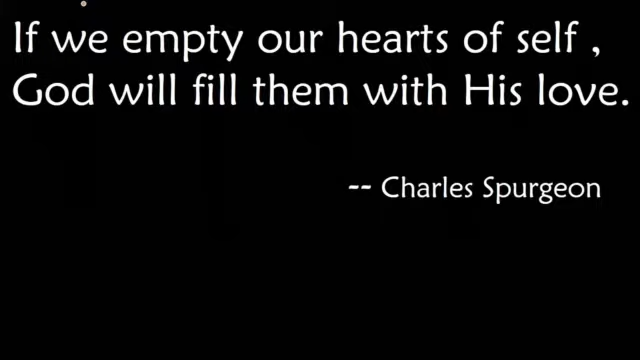 If we empty our hearts of self ,
God will fill them with His love.
-- Charles Spurgeon